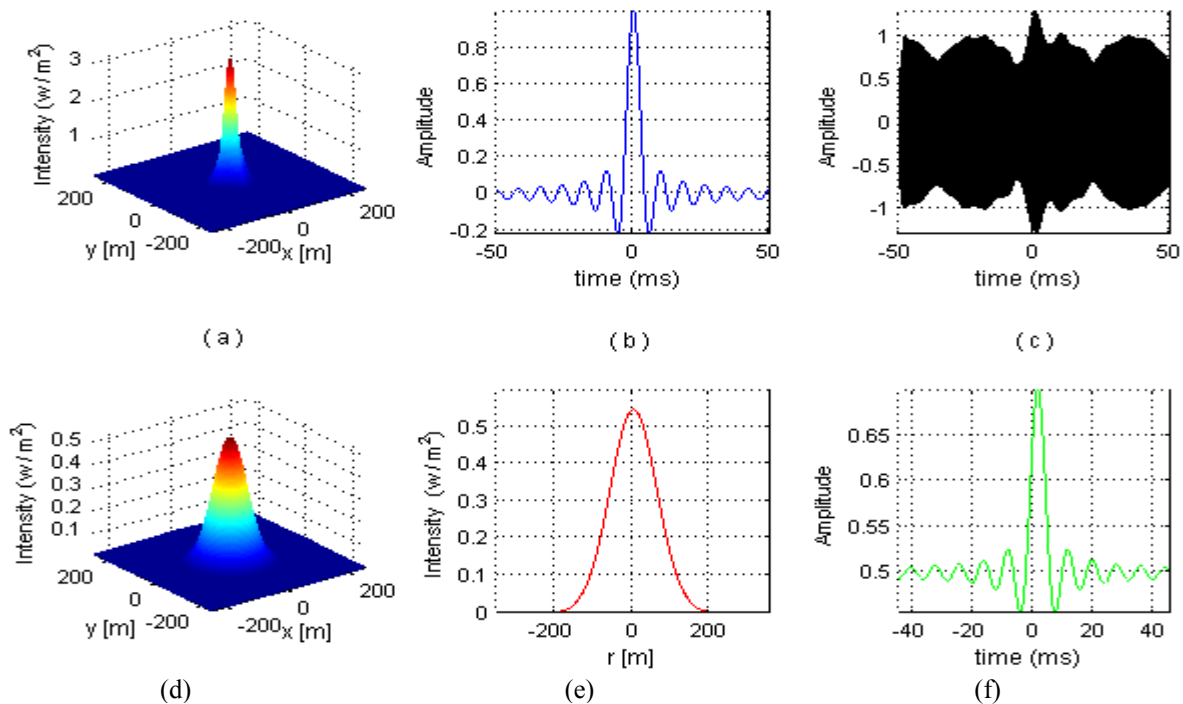 Intensity (w/m²)
3
2
1
200
0
-200
y [m]
-200
0
200
x [m]
( a )
Amplitude
0.8
0.6
0.4
0.2
0
-0.2
-50
0
50
time (ms)
( b )
Amplitude
1
0.5
0
-0.5
-1
-50
0
50
time (ms)
( c )
Intensity (w/m²)
0.5
0.4
0.3
0.2
0.1
200
0
-200
y [m]
-200
0
200
x [m]
(d)
Intensity (w/m²)
0.5
0.4
0.3
0.2
0.1
0
-200
0
200
r [m]
(e)
Amplitude
0.65
0.6
0.55
0.5
-40
-20
0
20
40
time (ms)
(f)